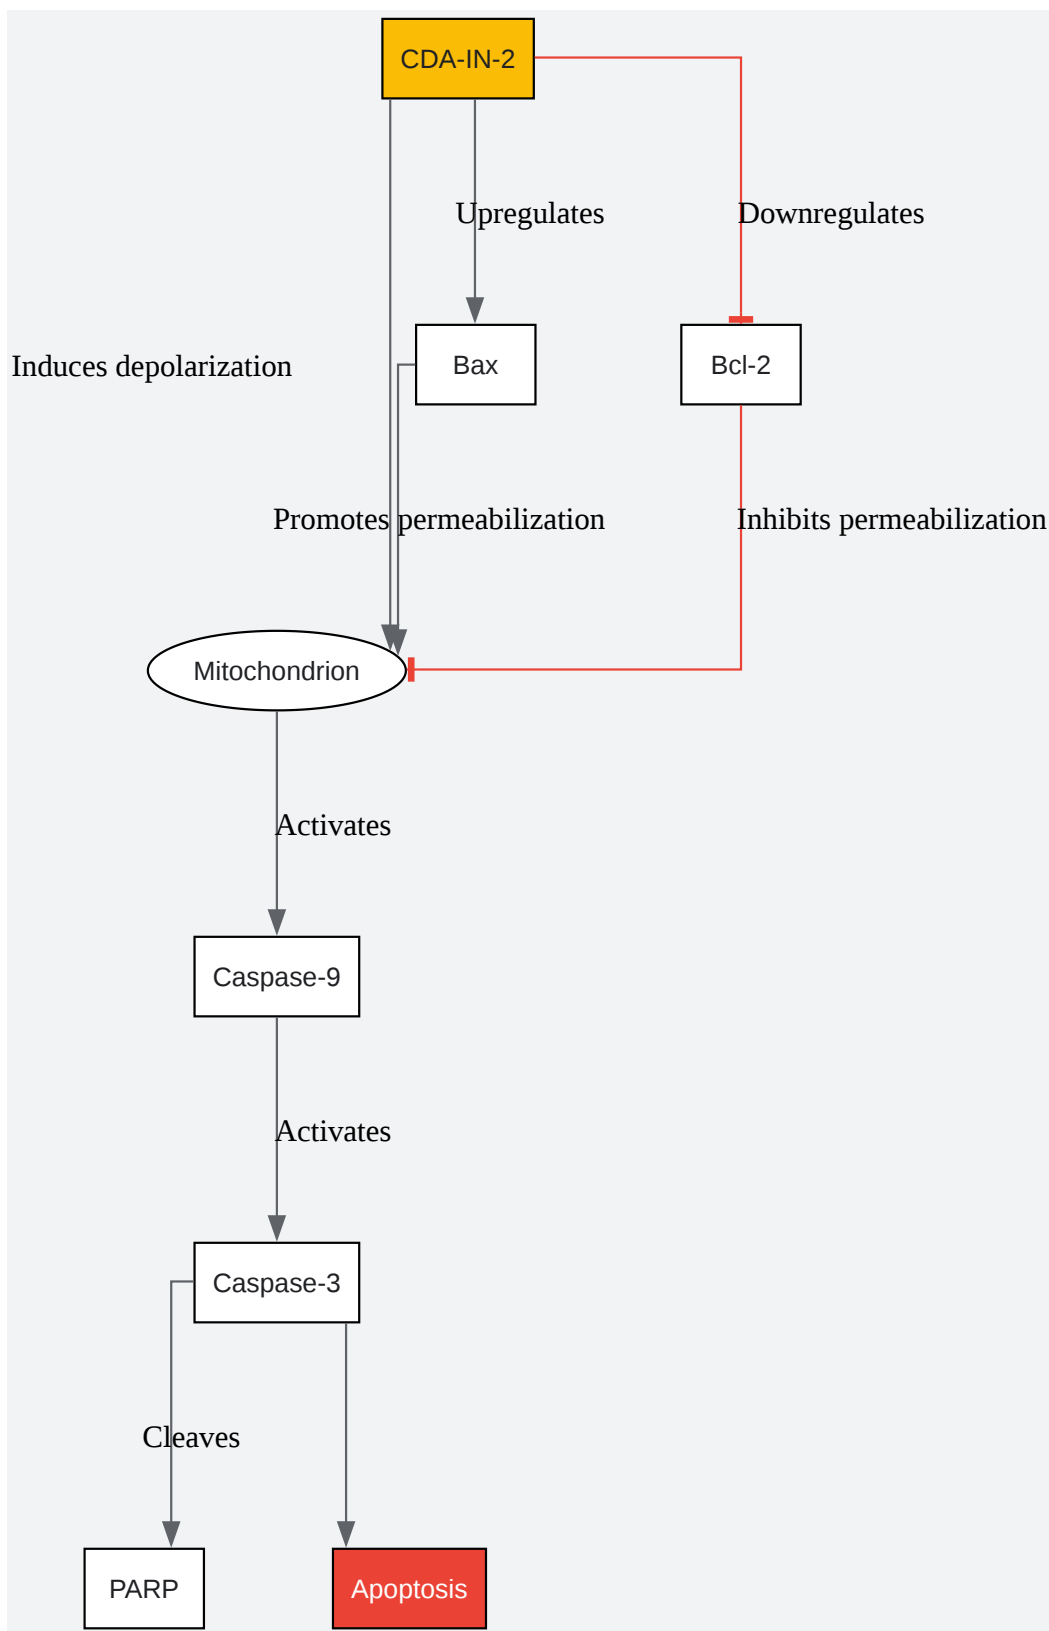 CDA-IN-2
Upregulates
Downregulates
Induces depolarization
Bax
Bcl-2
Promotes permeabilization
Inhibits permeabilization
Mitochondrion
Activates
Caspase-9
Activates
Caspase-3
Cleaves
PARP
Apoptosis